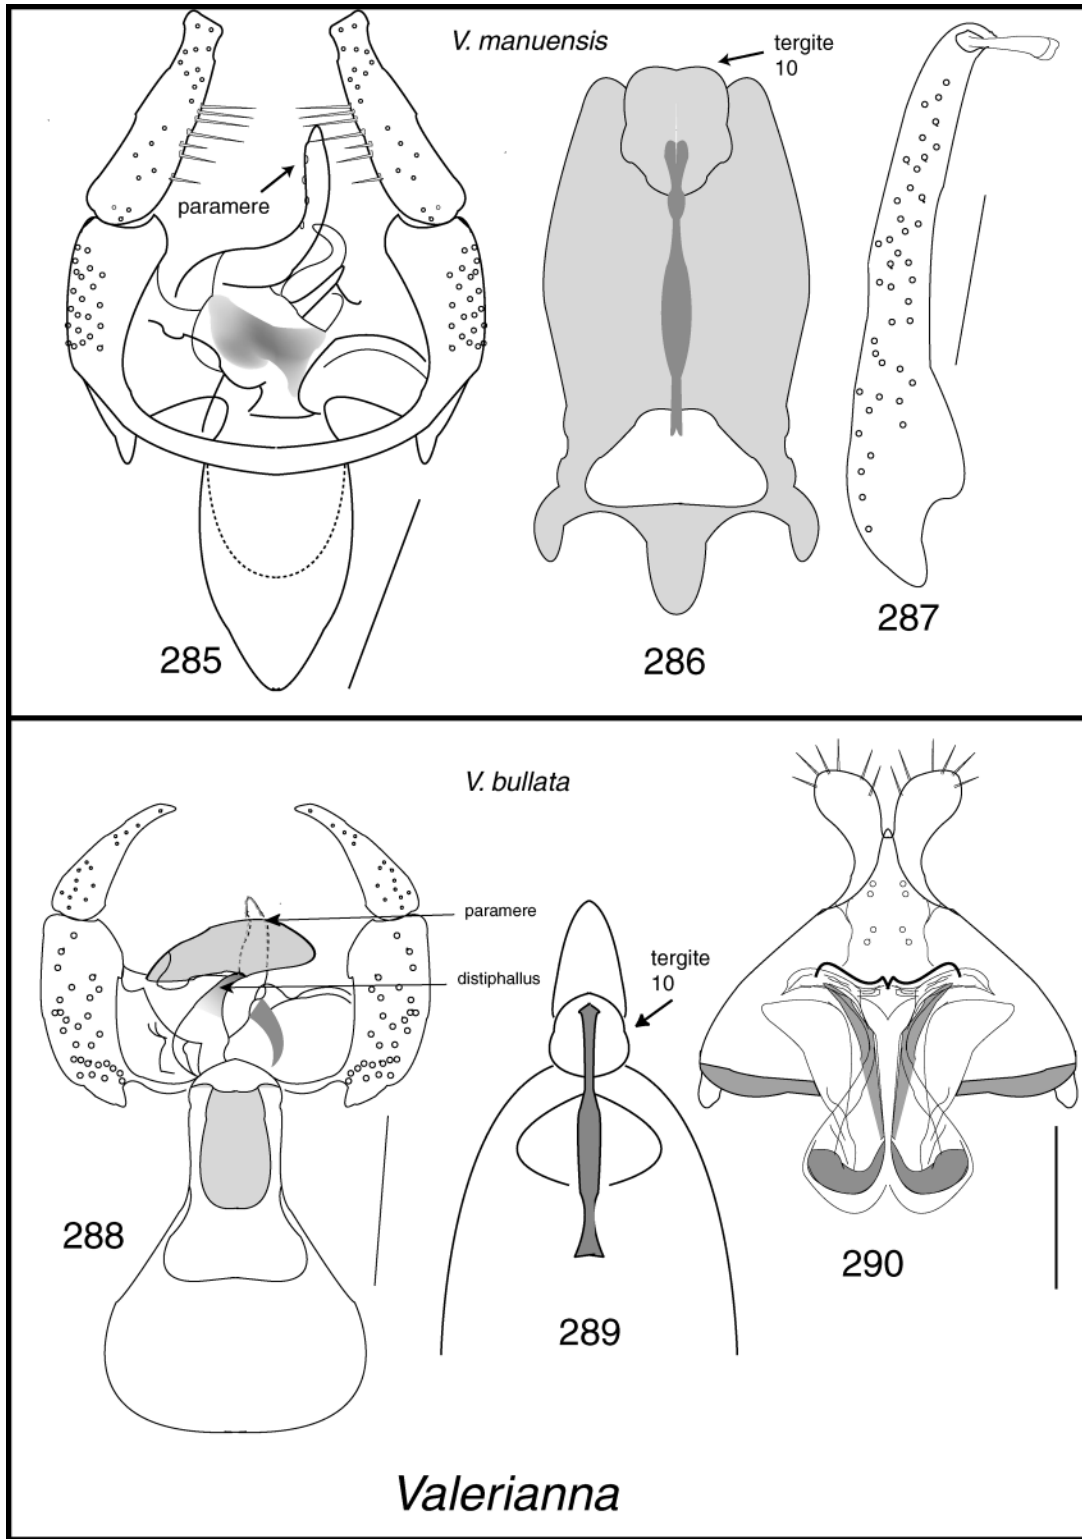 V. manuensis
tergite
10
paramere
285
286
287
V. bullata
paramere
distiphallus
tergite
10
288
289
290
Valerianna